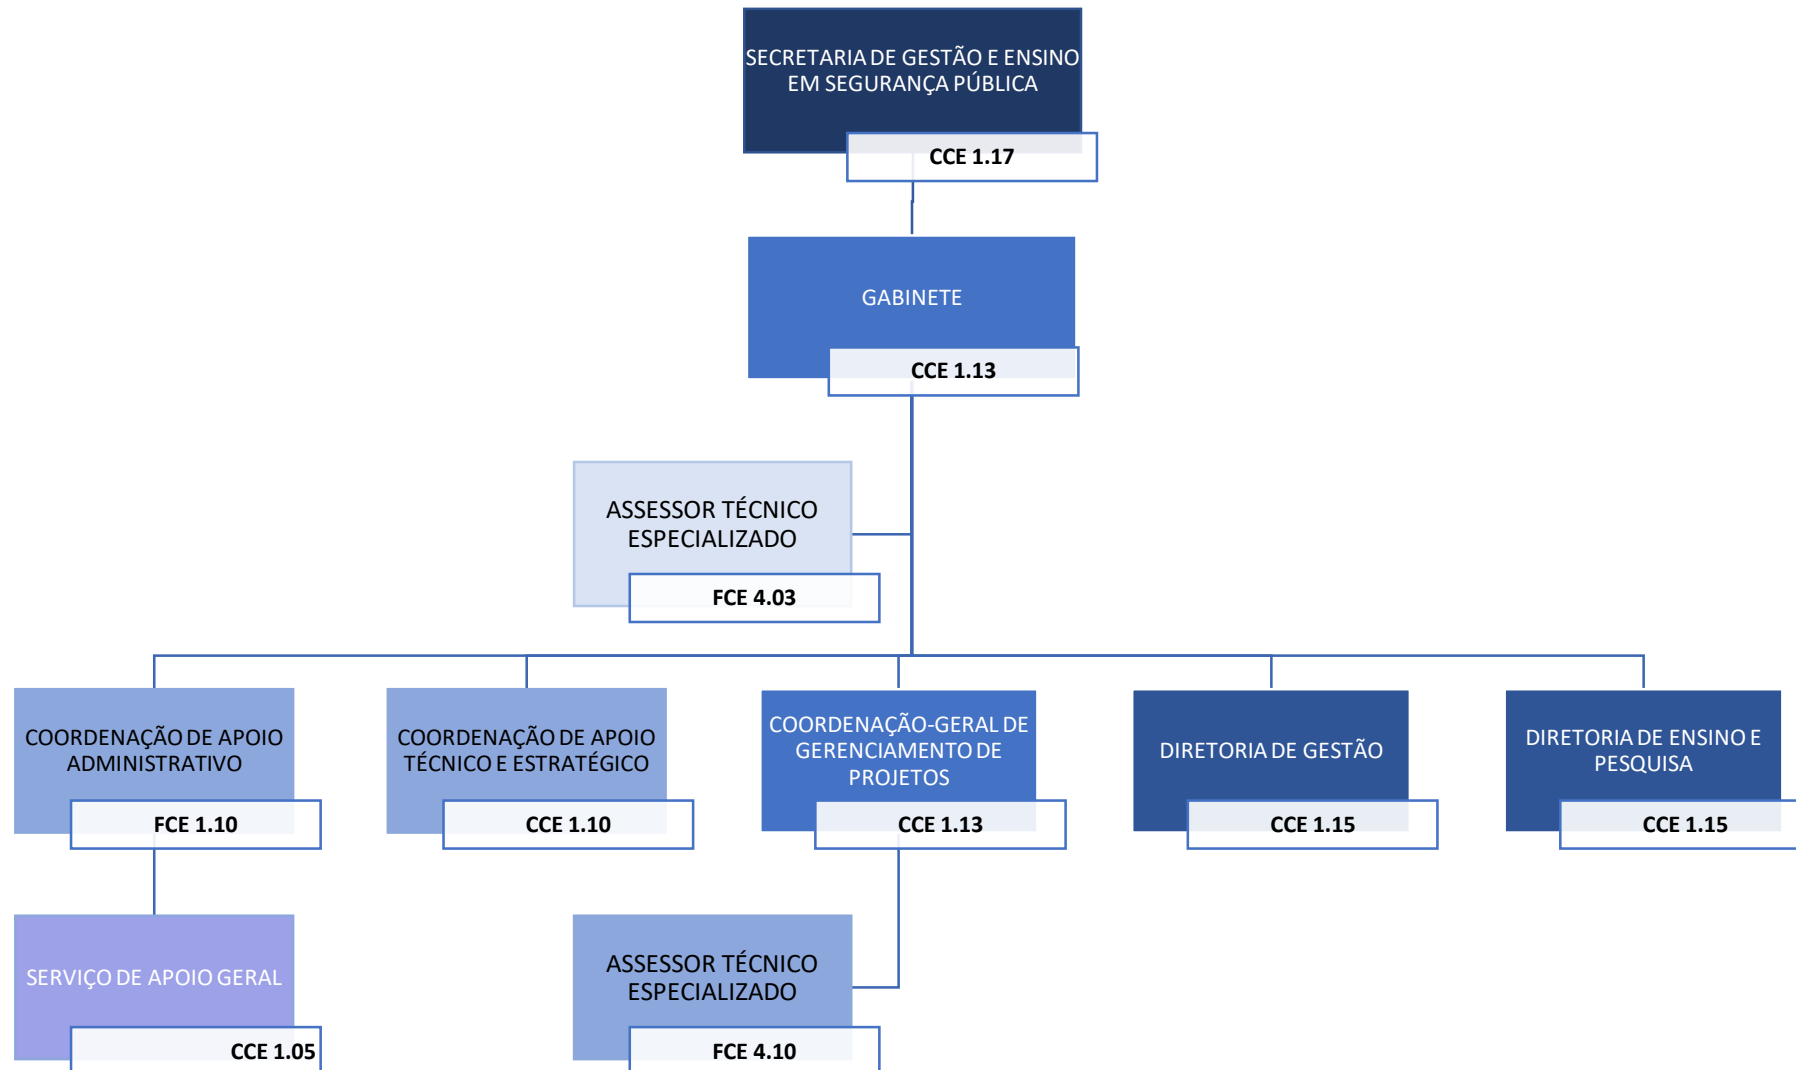 SECRETARIA DE GESTÃO E ENSINO
EM SEGURANÇA PÚBLICA
CCE 1.17
GABINETE
CCE 1.13
ASSESSOR TÉCNICO
ESPECIALIZADO
FCE 4.03
COORDENAÇÃO DE APOIO
ADMINISTRATIVO
FCE 1.10
COORDENAÇÃO DE APOIO
TÉCNICO E ESTRATÉGICO
CCE 1.10
COORDENAÇÃO-GERAL DE
GERENCIAMENTO DE
PROJETOS
CCE 1.13
DIRETORIA DE GESTÃO
CCE 1.15
DIRETORIA DE ENSINO E
PESQUISA
CCE 1.15
SERVIÇO DE APOIO GERAL
CCE 1.05
ASSESSOR TÉCNICO
ESPECIALIZADO
FCE 4.10